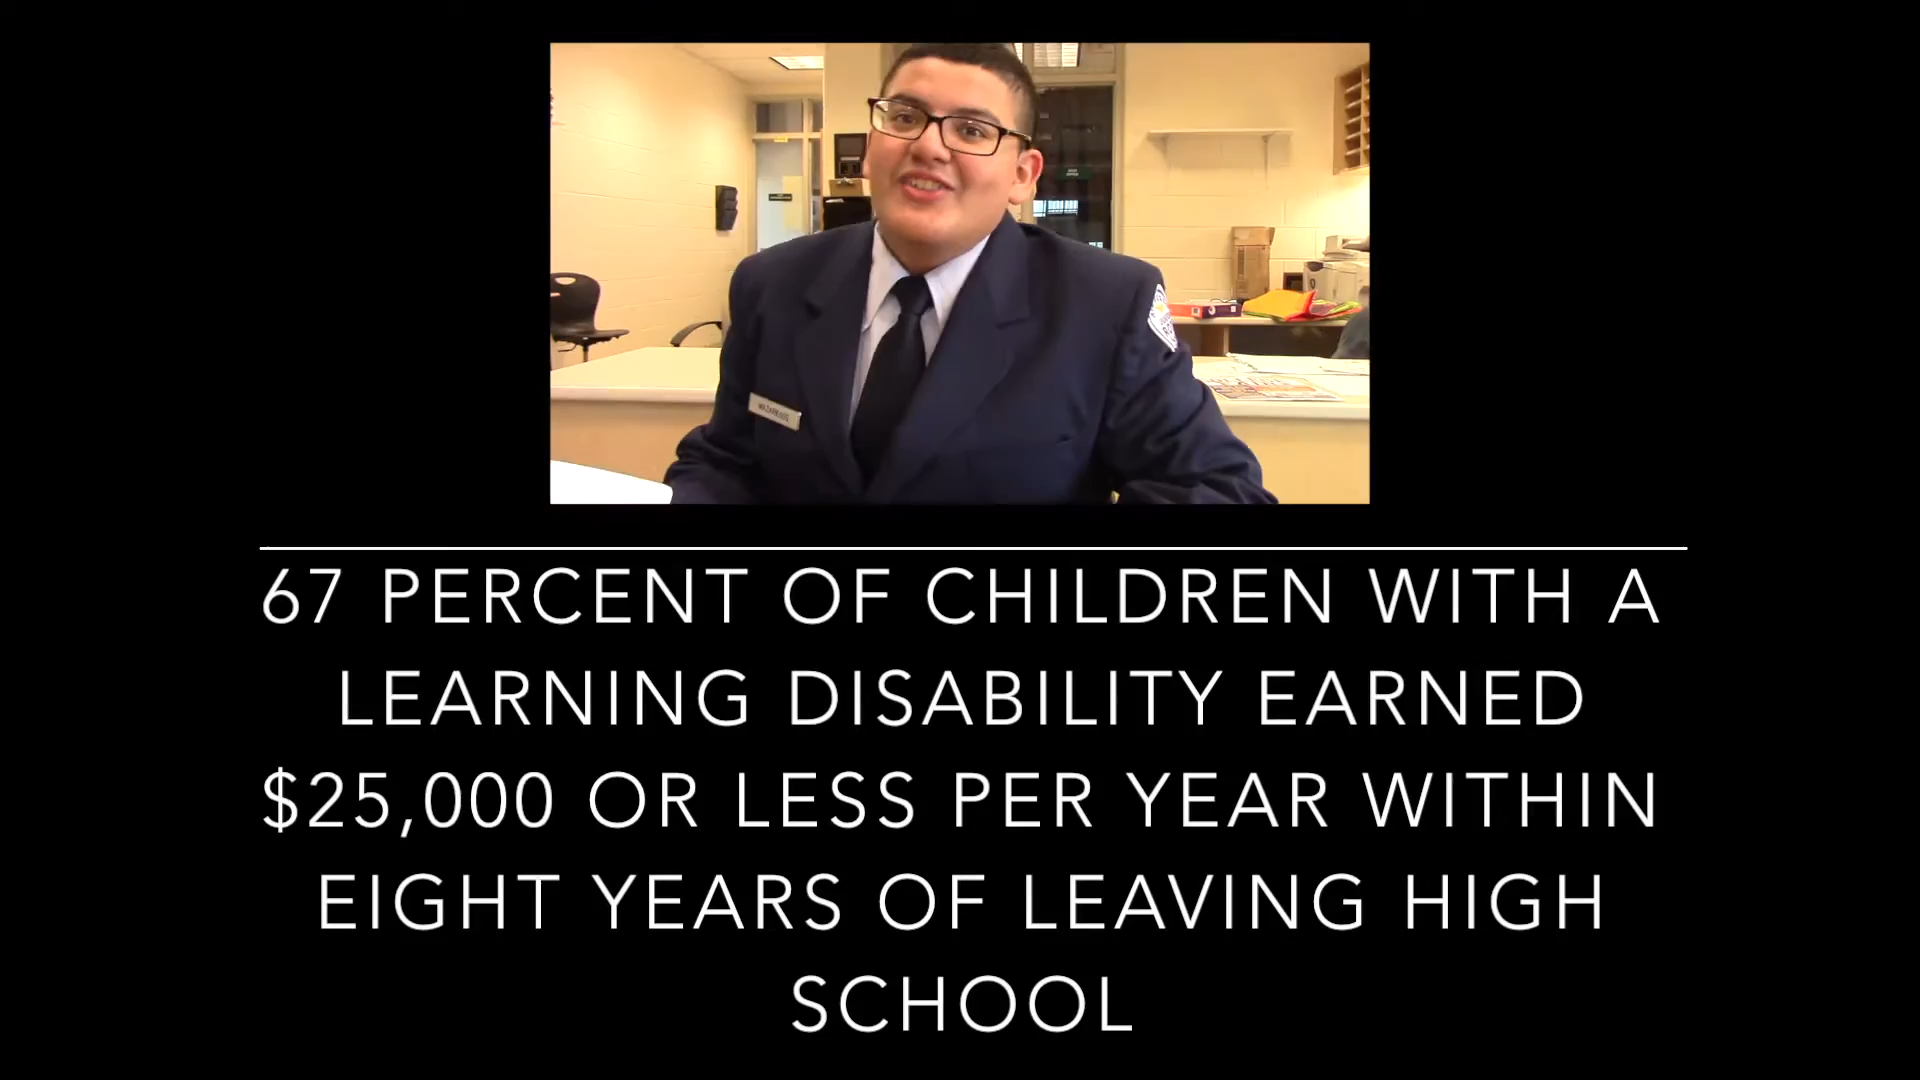 67 PERCENT OF CHILDREN WITH A
LEARNING DISABILITY EARNED
$25,000 OR LESS PER YEAR WITHIN
EIGHT YEARS OF LEAVING HIGH
SCHOOL